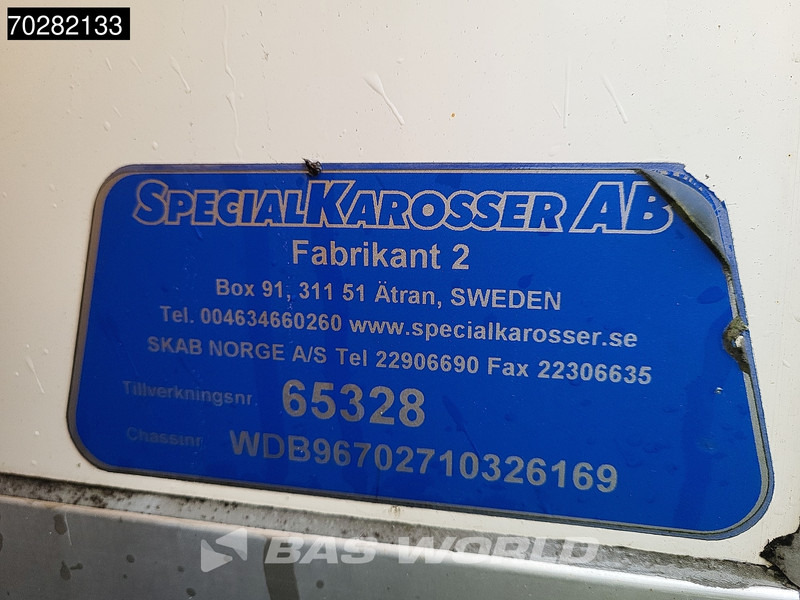 70282133
SPECIALKAROSSER AB
Fabrikant 2
Box 91, 311 51 Ätran, SWEDEN
Tel. 004634660260 www.specialkarosser.se
SKAB NORGE A/S Tel 22906690 Fax 22306635
Tillverkningsnr. 65328
Chassinr WDB96702710326169
BAS WORLD